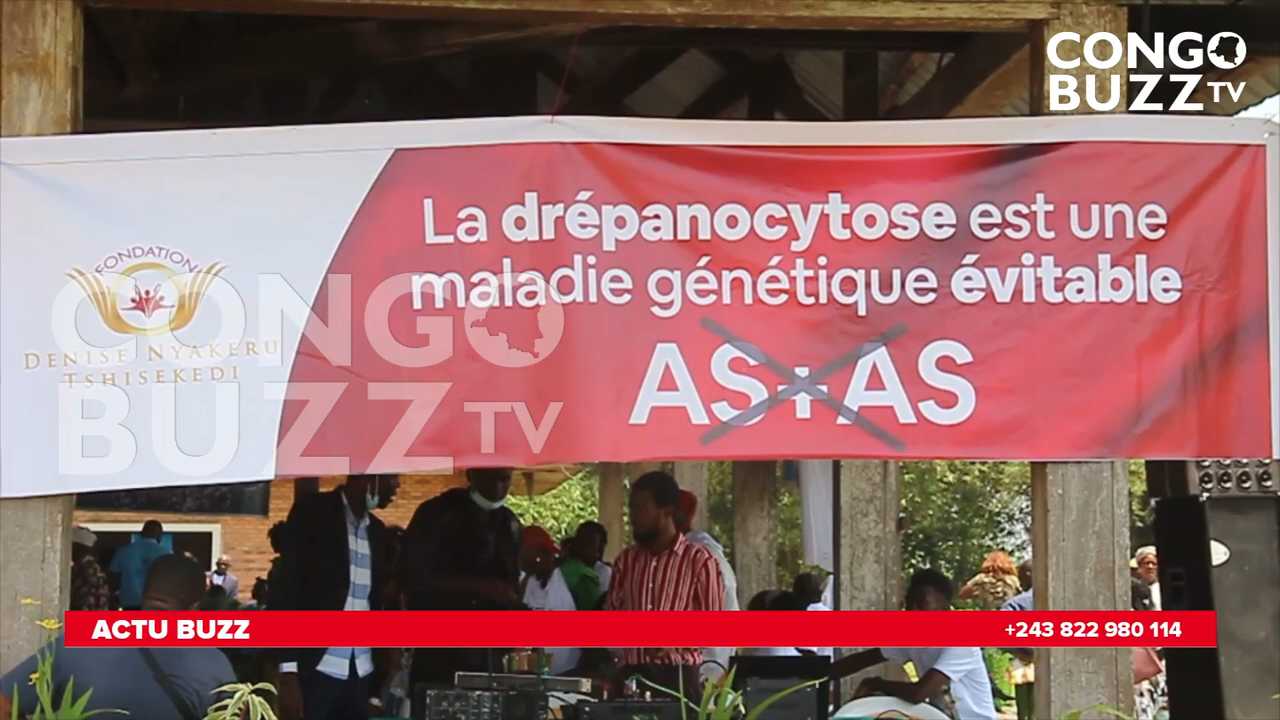 CONGO
BUZZ TV
La drépanocytose est une
maladie génétique évitable
AS+AS
FONDATION
DENISE NYAKERU
TSHISEKEDI
CONGO
BUZZ TV
ACTU BUZZ
+243 822 980 114